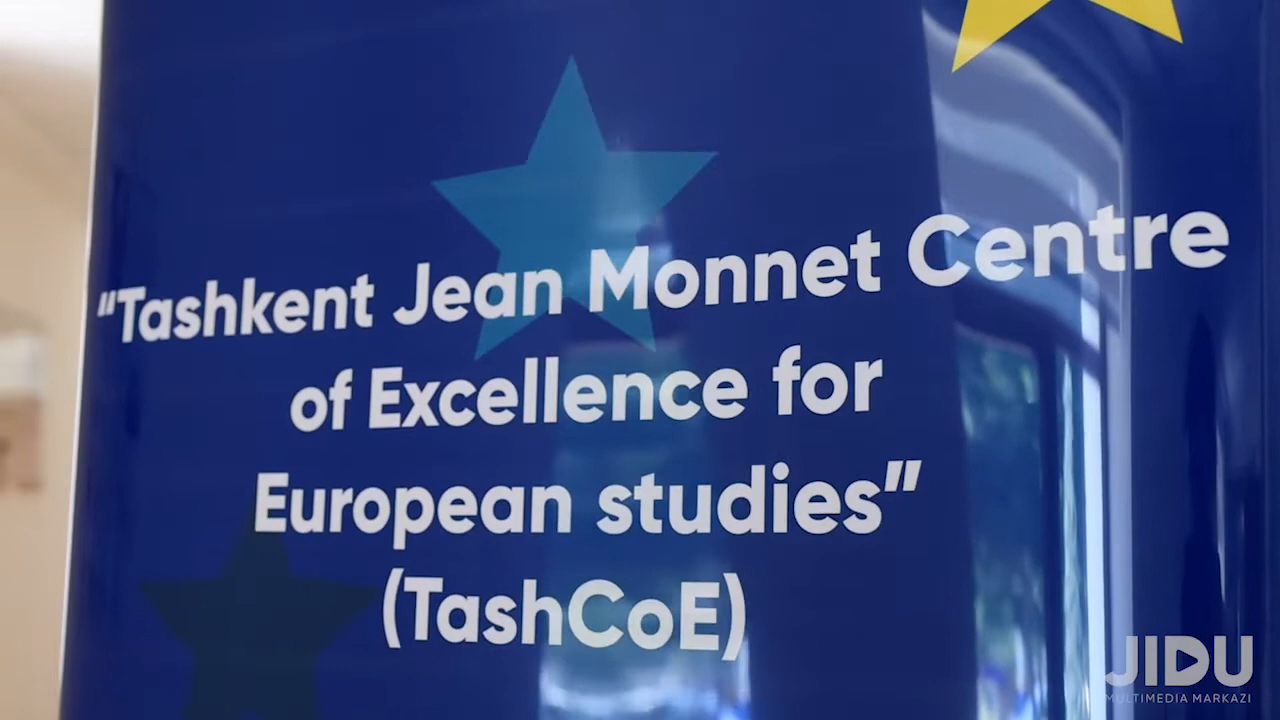 “Tashkent Jean Monnet Centre
of Excellence for
European studies”
(TashCoE)
JIDU
MULTIMEDIA MARKAZI